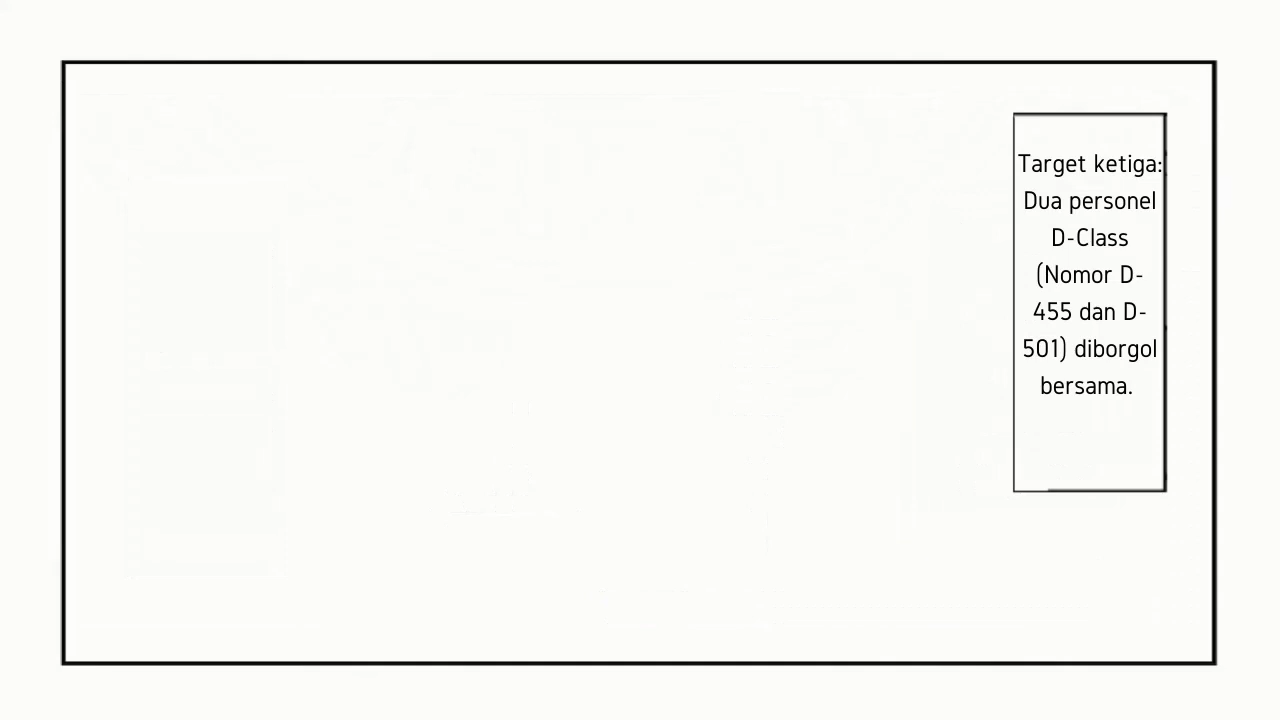 Target ketiga:
Dua personel
D-Class
(Nomor D-
455 dan D-
501) diborgol
bersama.